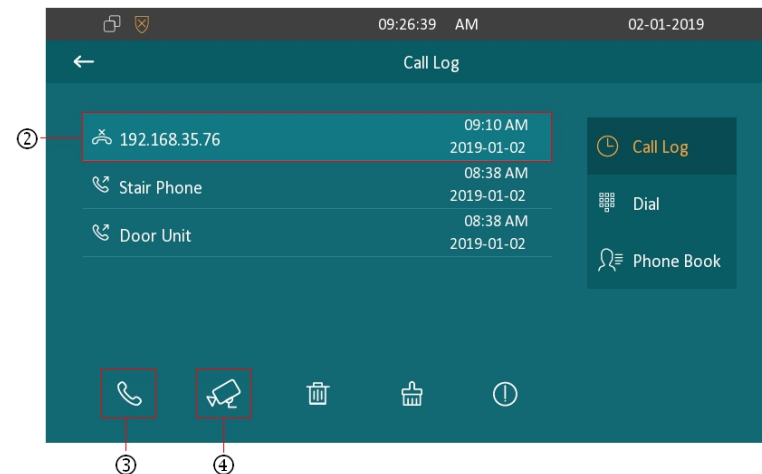 09:26:39 AM 02-01-2019
Call Log
② 192.168.35.76 09:10 AM
2019-01-02
Stair Phone 08:38 AM
2019-01-02
Door Unit 08:38 AM
2019-01-02
Call Log
Dial
Phone Book
③ ④